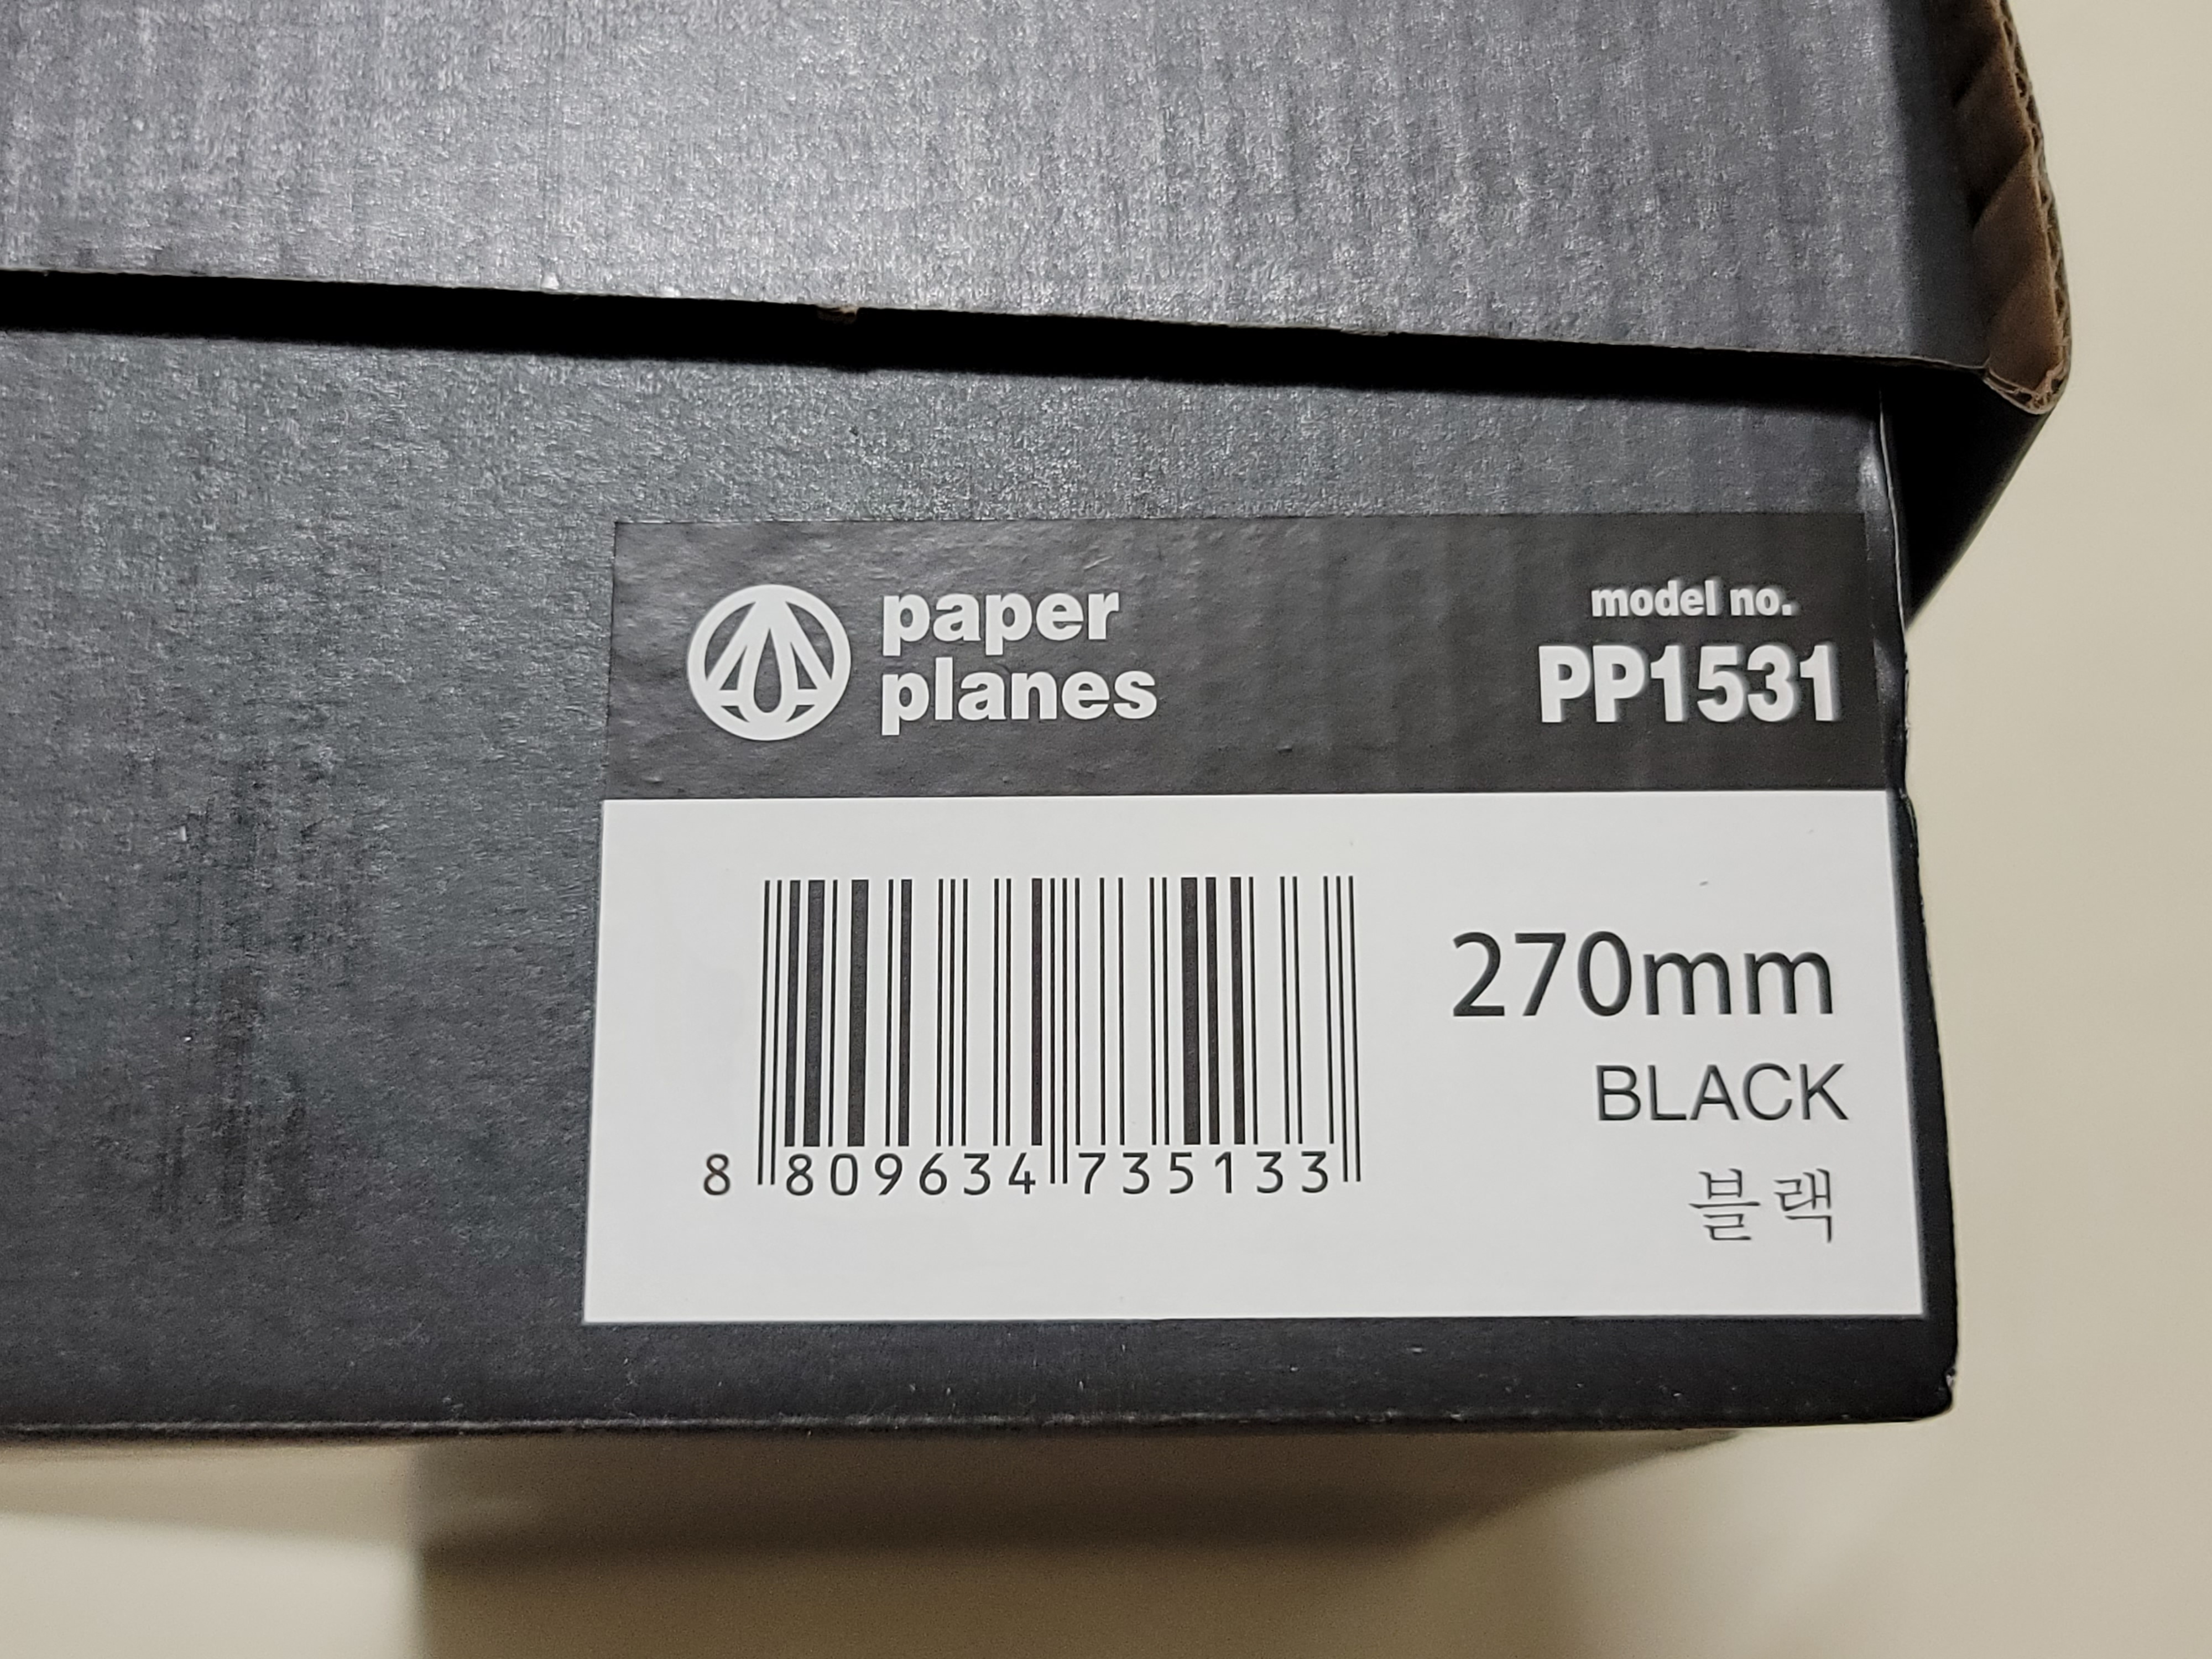 paper
planes
model no.
PP1531
270mm
BLACK
블랙
8 809634 735133